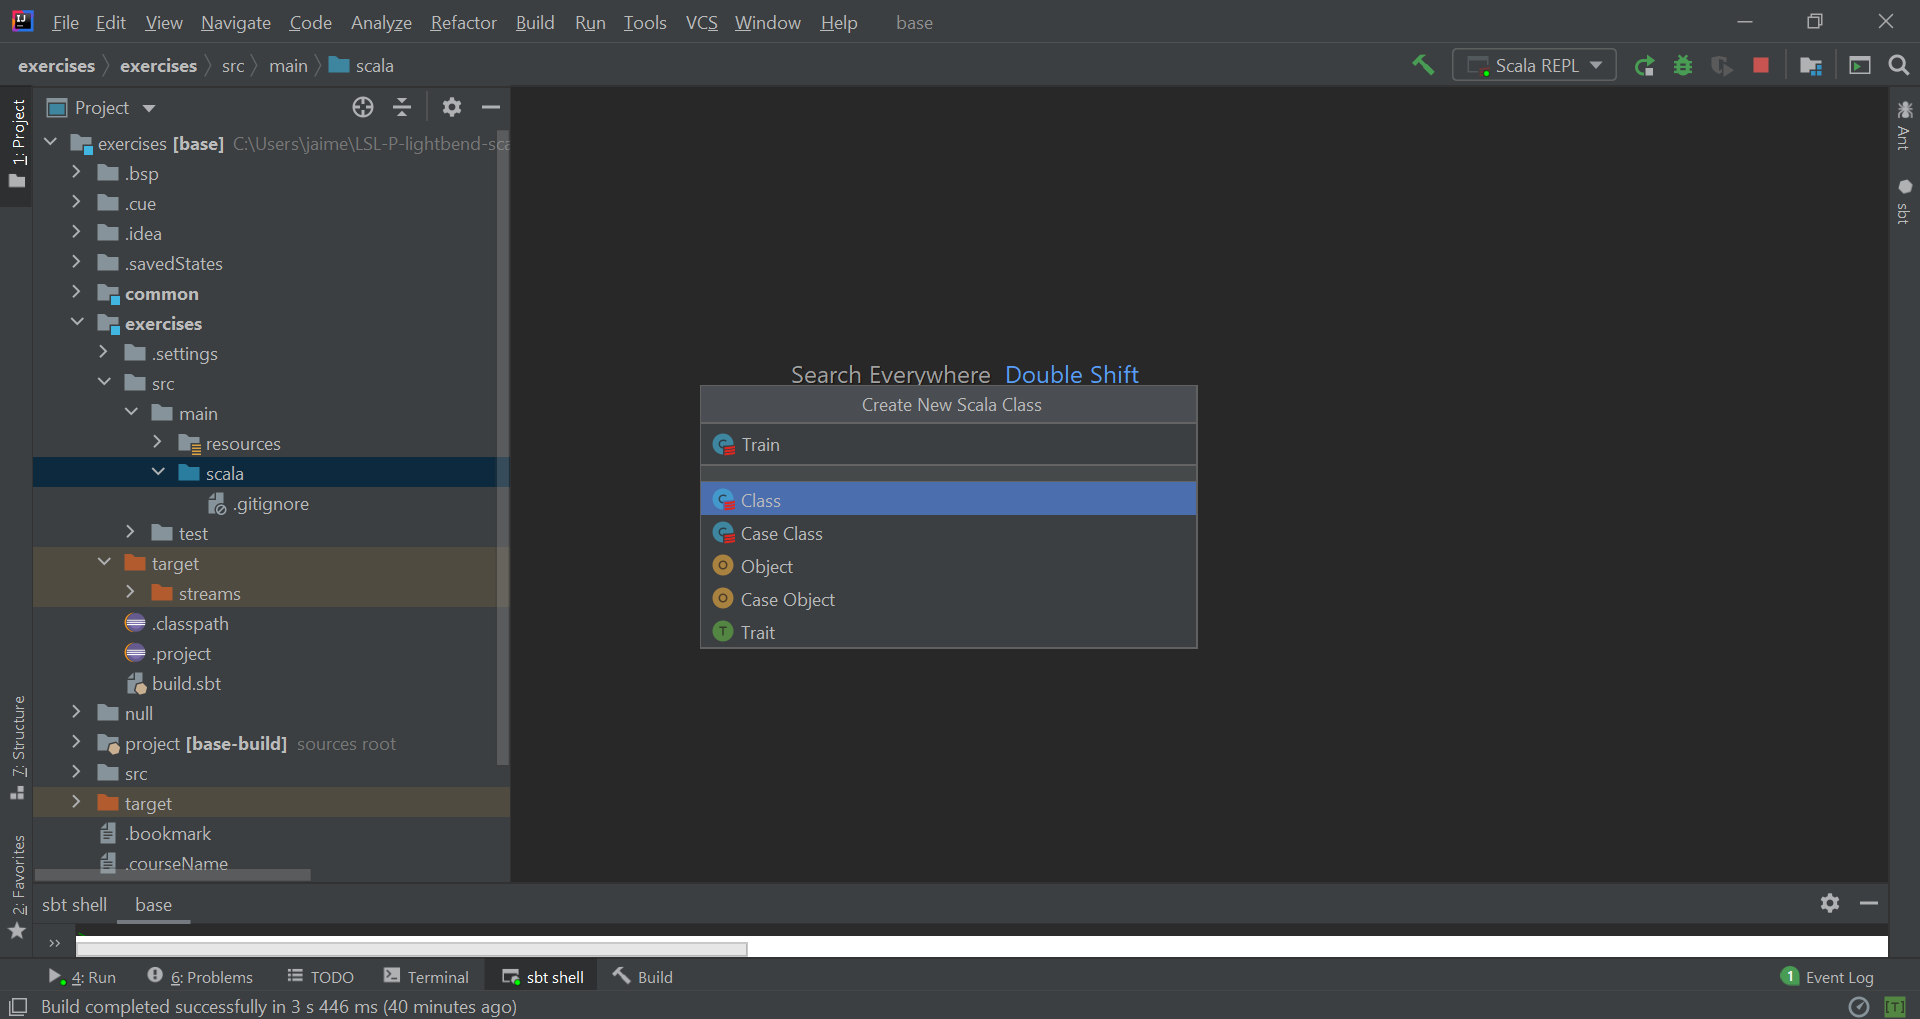 File Edit View Navigate Code Analyze Refactor Build Run Tools VCS Window Help base
exercises exercises src main scala
Scala REPL
1: Project
Project
exercises [base] C:\Users\jaime\LSL-P-lightbend-sca
.bsp
.cue
.idea
.savedStates
common
exercises
.settings
src
main
resources
scala
.gitignore
test
target
streams
.classpath
.project
build.sbt
null
project [base-build] sources root
src
target
.bookmark
.courseName
7: Structure
2: Favorites
Search Everywhere Double Shift
Create New Scala Class
Train
Class
Case Class
Object
Case Object
Trait
Ant
sbt
sbt shell base
4: Run 6: Problems TODO Terminal sbt shell Build 1 Event Log
Build completed successfully in 3 s 446 ms (40 minutes ago) [T]